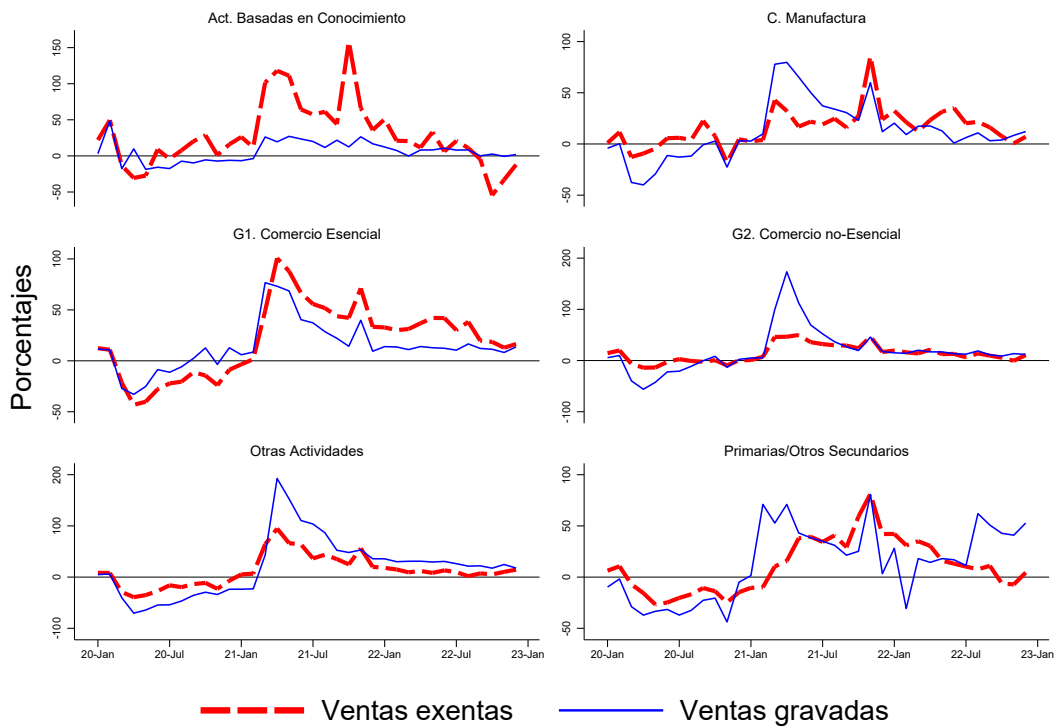 Act. Basadas en Conocimiento
-50 0 50 100 150
C. Manufactura
-50 0 50 100
Porcentajes
G1. Comercio Esencial
-50 0 50 100
G2. Comercio no-Esencial
-100 0 100 200
Otras Actividades
-100 0 100 200
20-Jan 20-Jul 21-Jan 21-Jul 22-Jan 22-Jul 23-Jan
Primarias/Otros Secundarios
-50 0 50 100
20-Jan 20-Jul 21-Jan 21-Jul 22-Jan 22-Jul 23-Jan
Ventas exentas Ventas gravadas